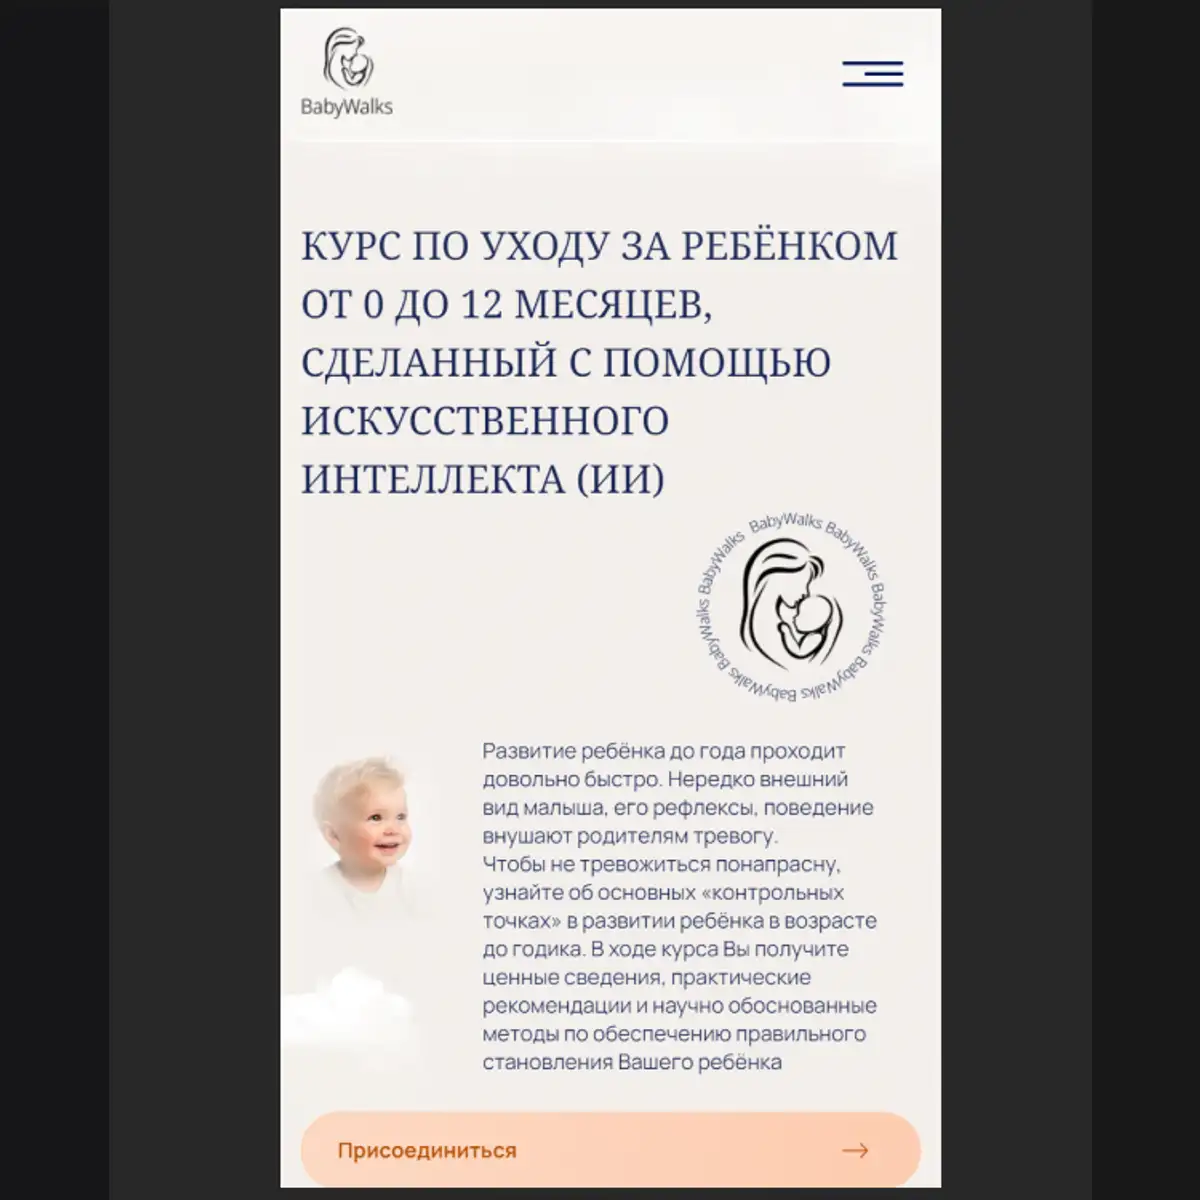 BabyWalks
КУРС ПО УХОДУ ЗА РЕБЁНКОМ
ОТ 0 ДО 12 МЕСЯЦЕВ,
СДЕЛАННЫЙ С ПОМОЩЬЮ
ИСКУССТВЕННОГО
ИНТЕЛЛЕКТА (ИИ)
BabyWalks BabyWalks BabyWalks BabyWalks BabyWalks BabyWalks BabyWalks
Развитие ребёнка до года проходит
довольно быстро. Нередко внешний
вид малыша, его рефлексы, поведение
внушают родителям тревогу.
Чтобы не тревожиться понапрасну,
узнайте об основных «контрольных
точках» в развитии ребёнка в возрасте
до годика. В ходе курса Вы получите
ценные сведения, практические
рекомендации и научно обоснованные
методы по обеспечению правильного
становления Вашего ребёнка
Присоединиться